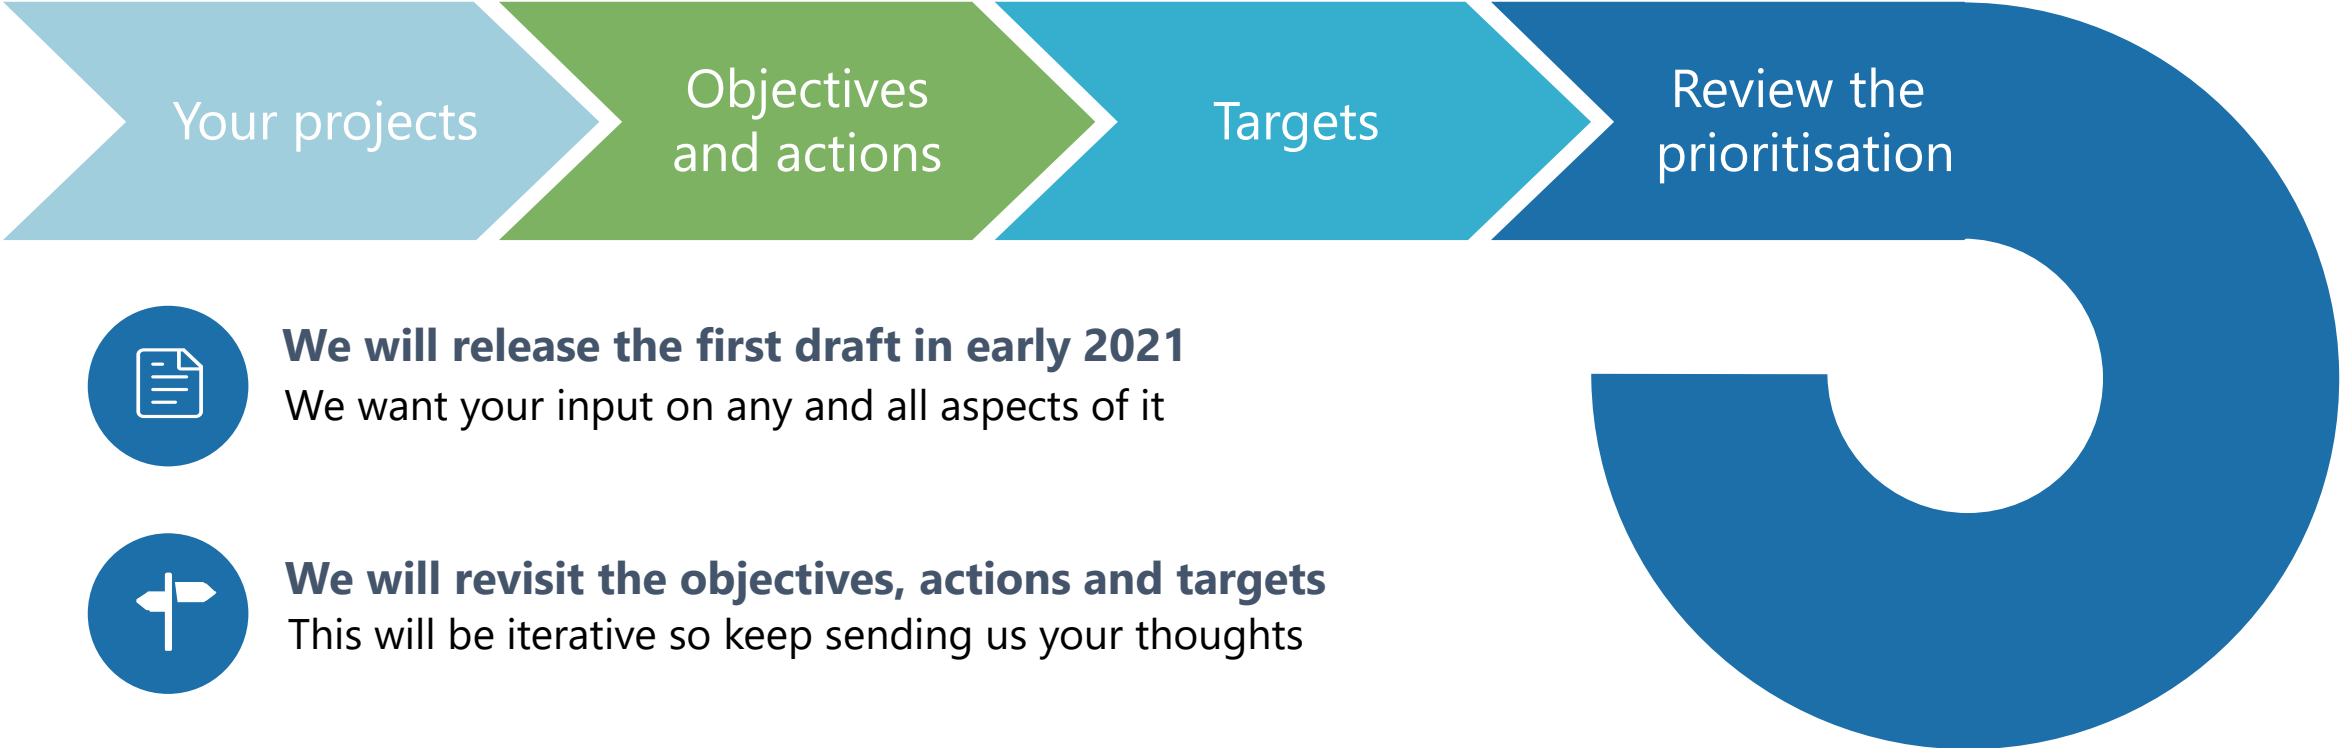 Your projects
Objectives
and actions
Targets
Review the
prioritisation
We will release the first draft in early 2021
We want your input on any and all aspects of it
We will revisit the objectives, actions and targets
This will be iterative so keep sending us your thoughts